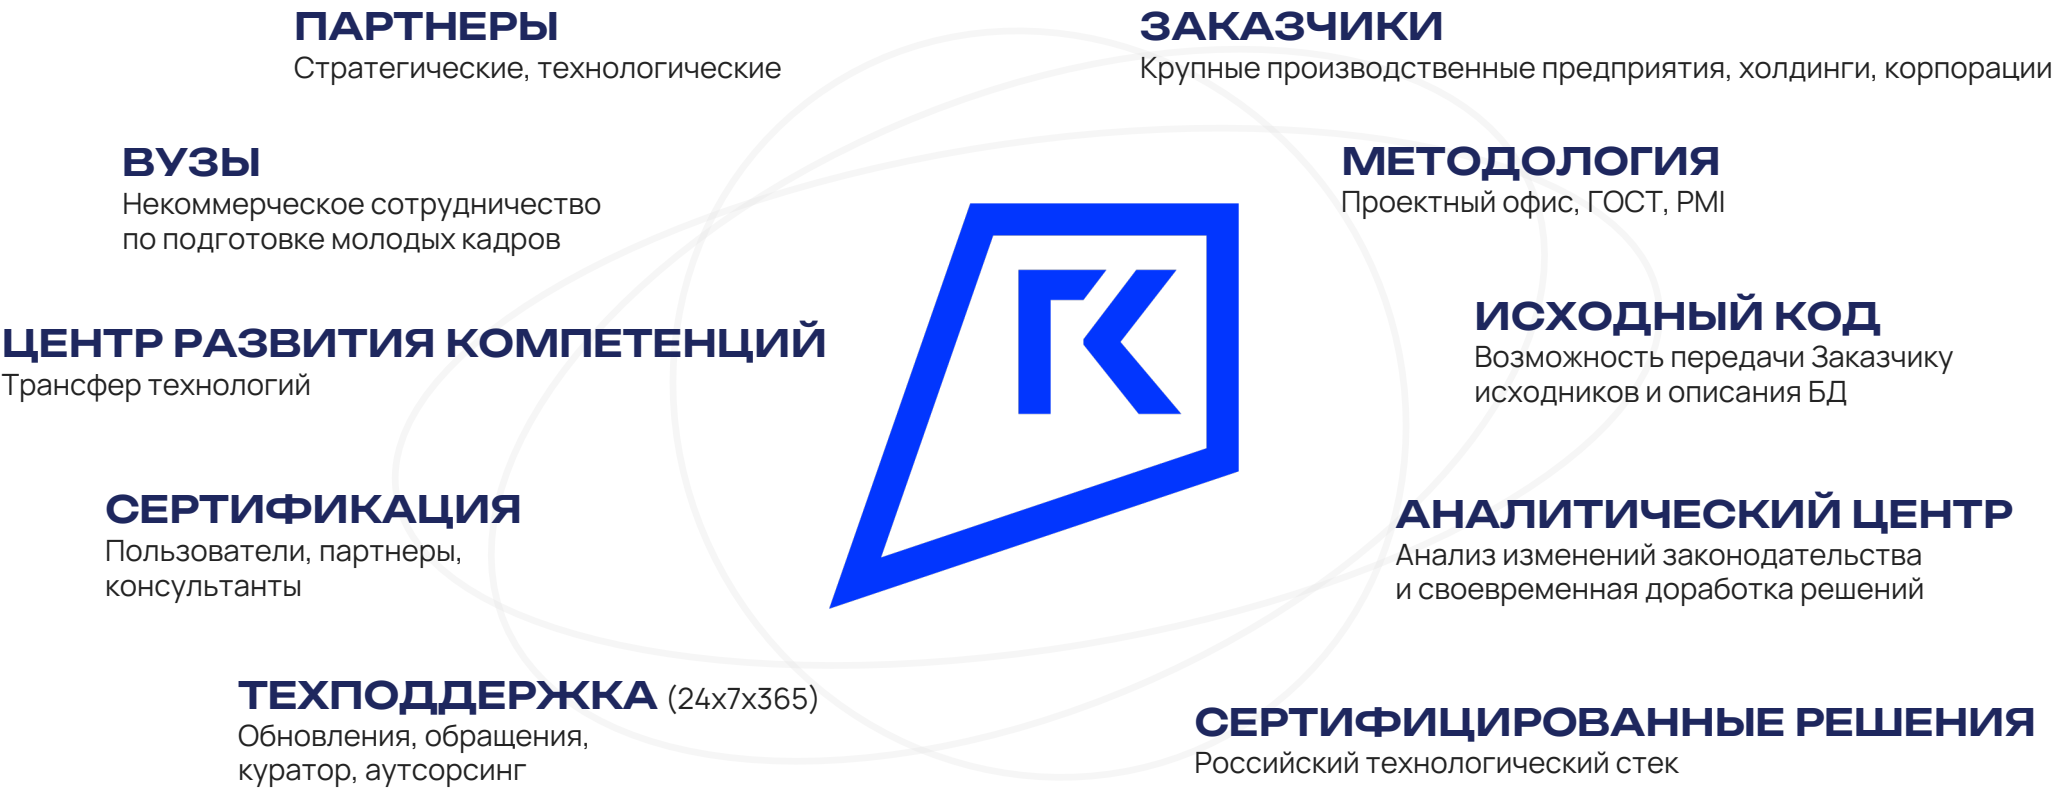 ПАРТНЕРЫ
Стратегические, технологические
ВУЗЫ
Некоммерческое сотрудничество
по подготовке молодых кадров
ЦЕНТР РАЗВИТИЯ КОМПЕТЕНЦИЙ
Трансфер технологий
СЕРТИФИКАЦИЯ
Пользователи, партнеры,
консультанты
ТЕХПОДДЕРЖКА (24x7x365)
Обновления, обращения,
куратор, аутсорсинг
ГК
ЗАКАЗЧИКИ
Крупные производственные предприятия, холдинги, корпорации
МЕТОДОЛОГИЯ
Проектный офис, ГОСТ, PMI
ИСХОДНЫЙ КОД
Возможность передачи Заказчику
исходников и описания БД
АНАЛИТИЧЕСКИЙ ЦЕНТР
Анализ изменений законодательства
и своевременная доработка решений
СЕРТИФИЦИРОВАННЫЕ РЕШЕНИЯ
Российский технологический стек